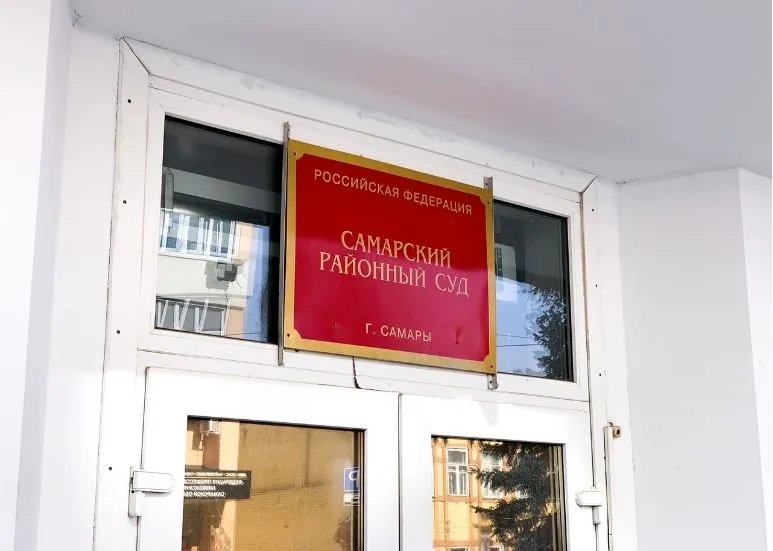 РОССИЙСКАЯ ФЕДЕРАЦИЯ
САМАРСКИЙ
РАЙОННЫЙ СУД
Г. САМАРЫ